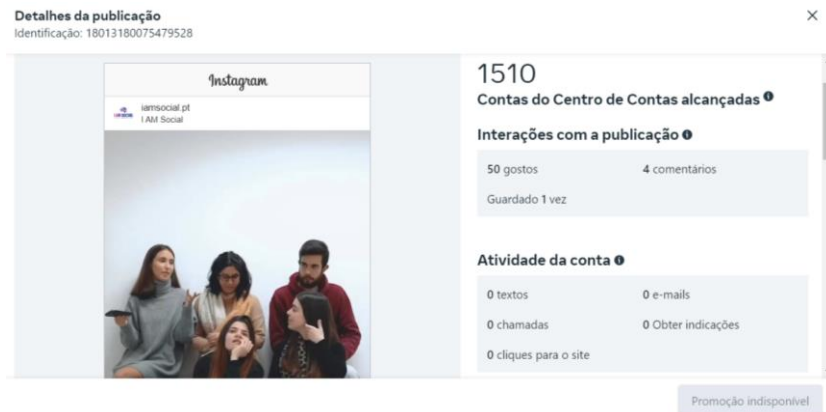 Detalhes da publicação
Identificação: 18013180075479528
Instagram
iamsocial.pt
I AM Social
1510
Contas do Centro de Contas alcançadas
Interações com a publicação
50 gostos
4 comentários
Guardado 1 vez
Atividade da conta
0 textos
0 e-mails
0 chamadas
0 Obter indicações
0 cliques para o site
Promoção indisponível